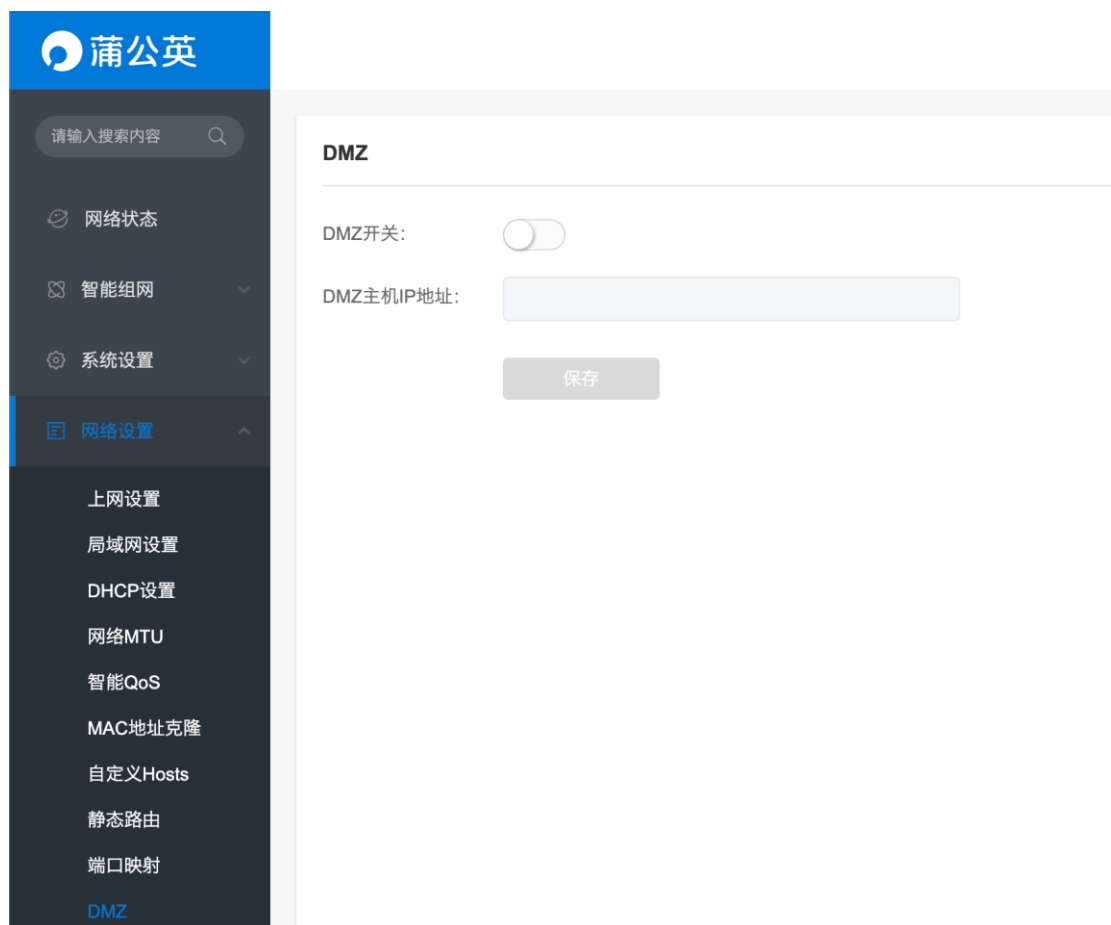 蒲公英
请输入搜索内容
网络状态
智能组网
系统设置
网络设置
上网设置
局域网设置
DHCP设置
网络MTU
智能QoS
MAC地址克隆
自定义Hosts
静态路由
端口映射
DMZ
DMZ
DMZ开关:
DMZ主机IP地址:
保存